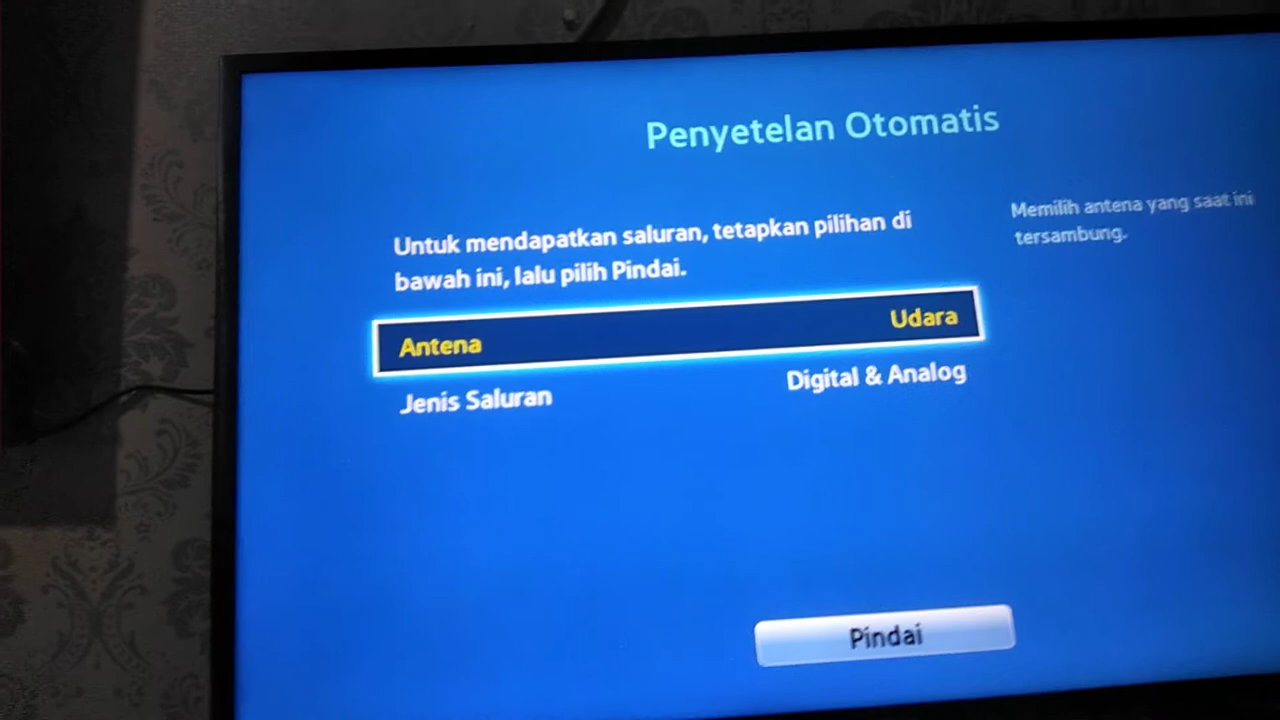 Penyetelan Otomatis
Untuk mendapatkan saluran, tetapkan pilihan di
bawah ini, lalu pilih Pindai.
Memilih antena yang saat ini
tersambung.
Antena Udara
Jenis Saluran Digital & Analog
Pindai